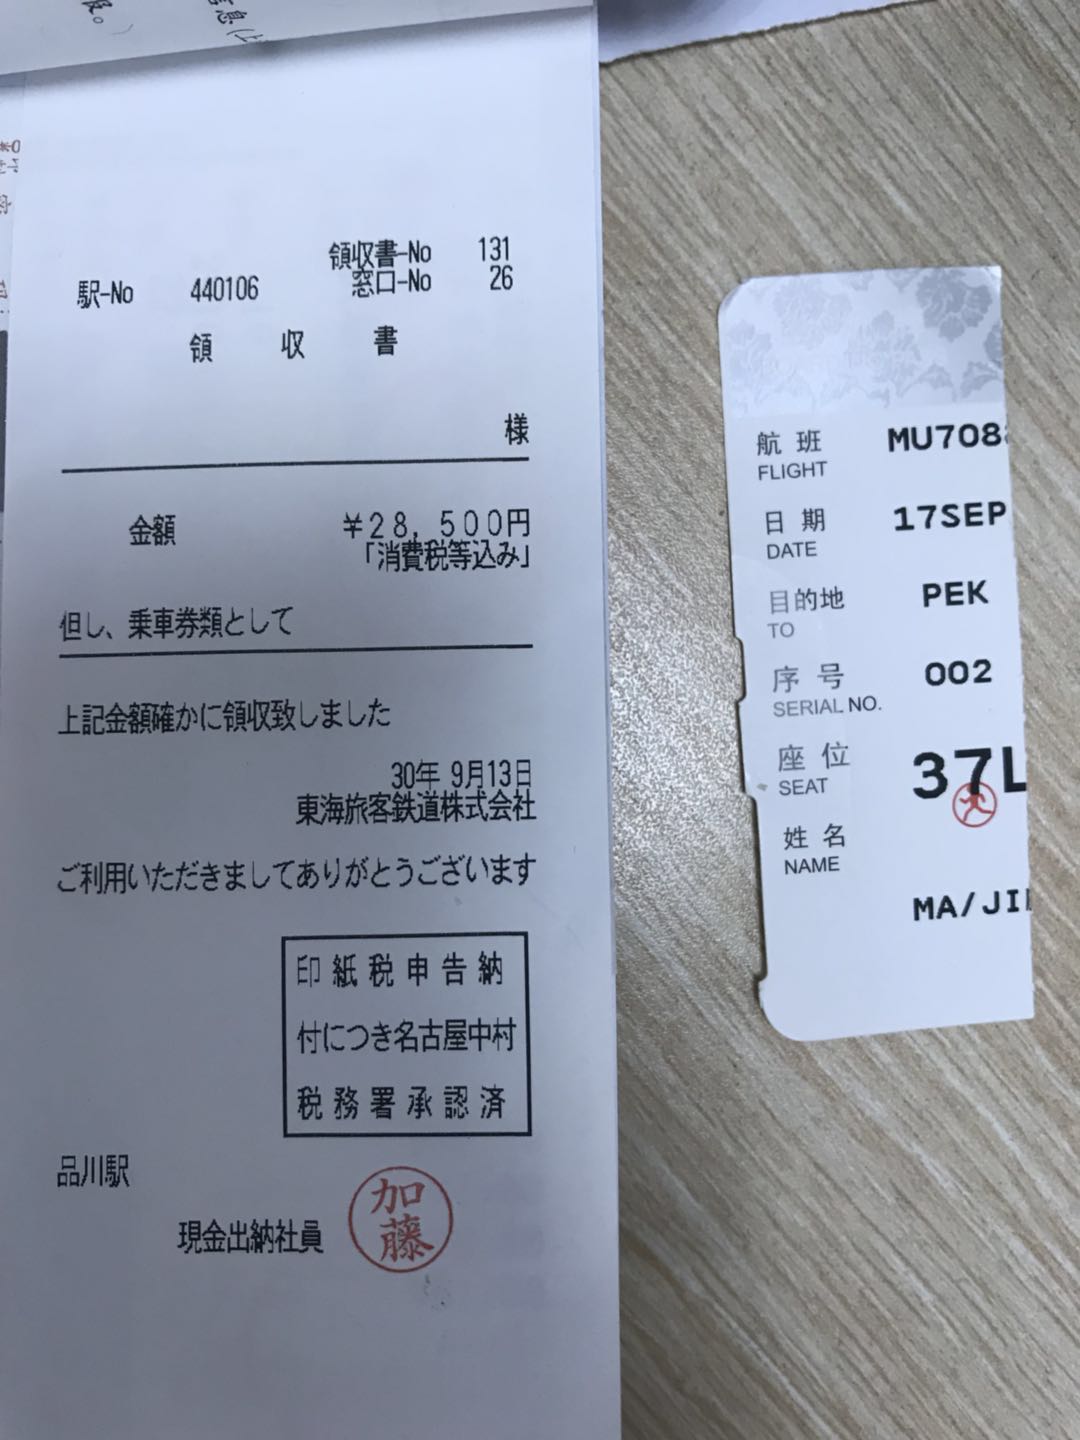 息(上
領収書-No 131
駅-No 440106 窓口-No 26
領収書
様
金額 ¥28,500円
「消費税等込み」
但し、乗車券類として
上記金額確かに領収致しました
30年 9月13日
東海旅客鉄道株式会社
ご利用いただきましてありがとうございます
印紙税申告納
付につき名古屋中村
税務署承認済
品川駅
現金出納社員
加藤
航班 MU708
FLIGHT
日期 17SEP
DATE
目的地 PEK
TO
序号 002
SERIAL NO.
座位 37L
SEAT
姓名
NAME
MA/JI